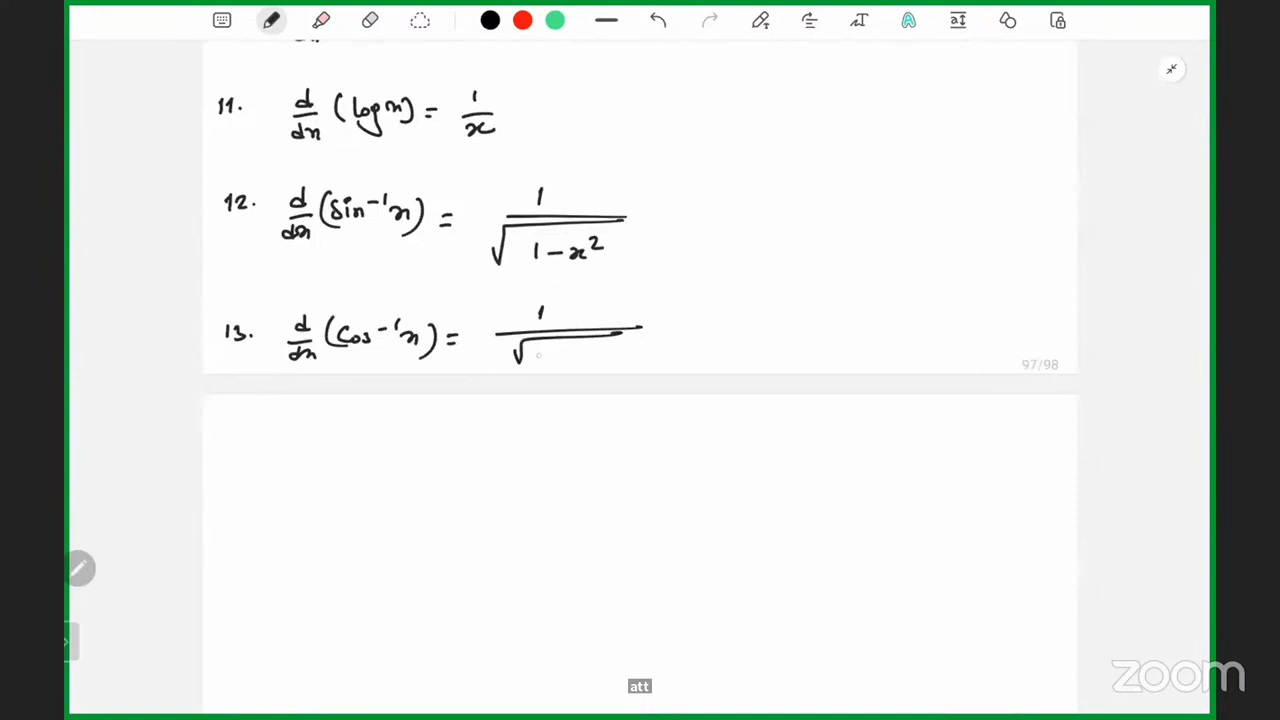 11. d/dx (log x) = 1/x
12. d/dx (sin⁻¹x) = 1/√(1-x²)
13. d/dx (cos⁻¹x) = 1/√
97/98
att
zoom